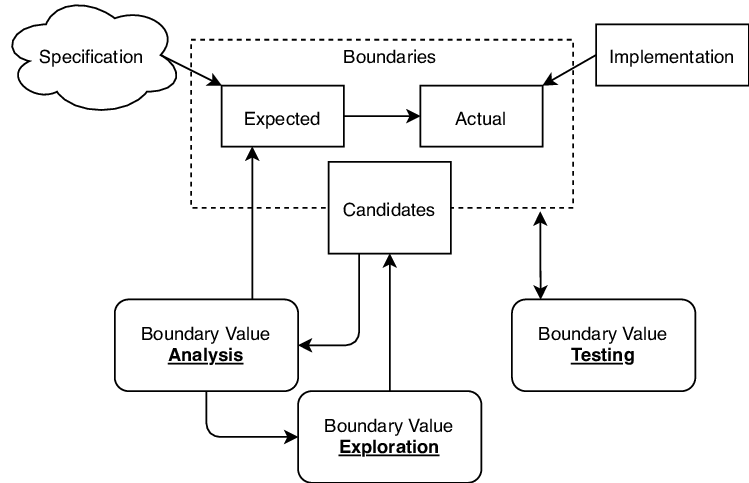 Specification
Boundaries
Implementation
Expected
Actual
Candidates
Boundary Value
Analysis
Boundary Value
Testing
Boundary Value
Exploration